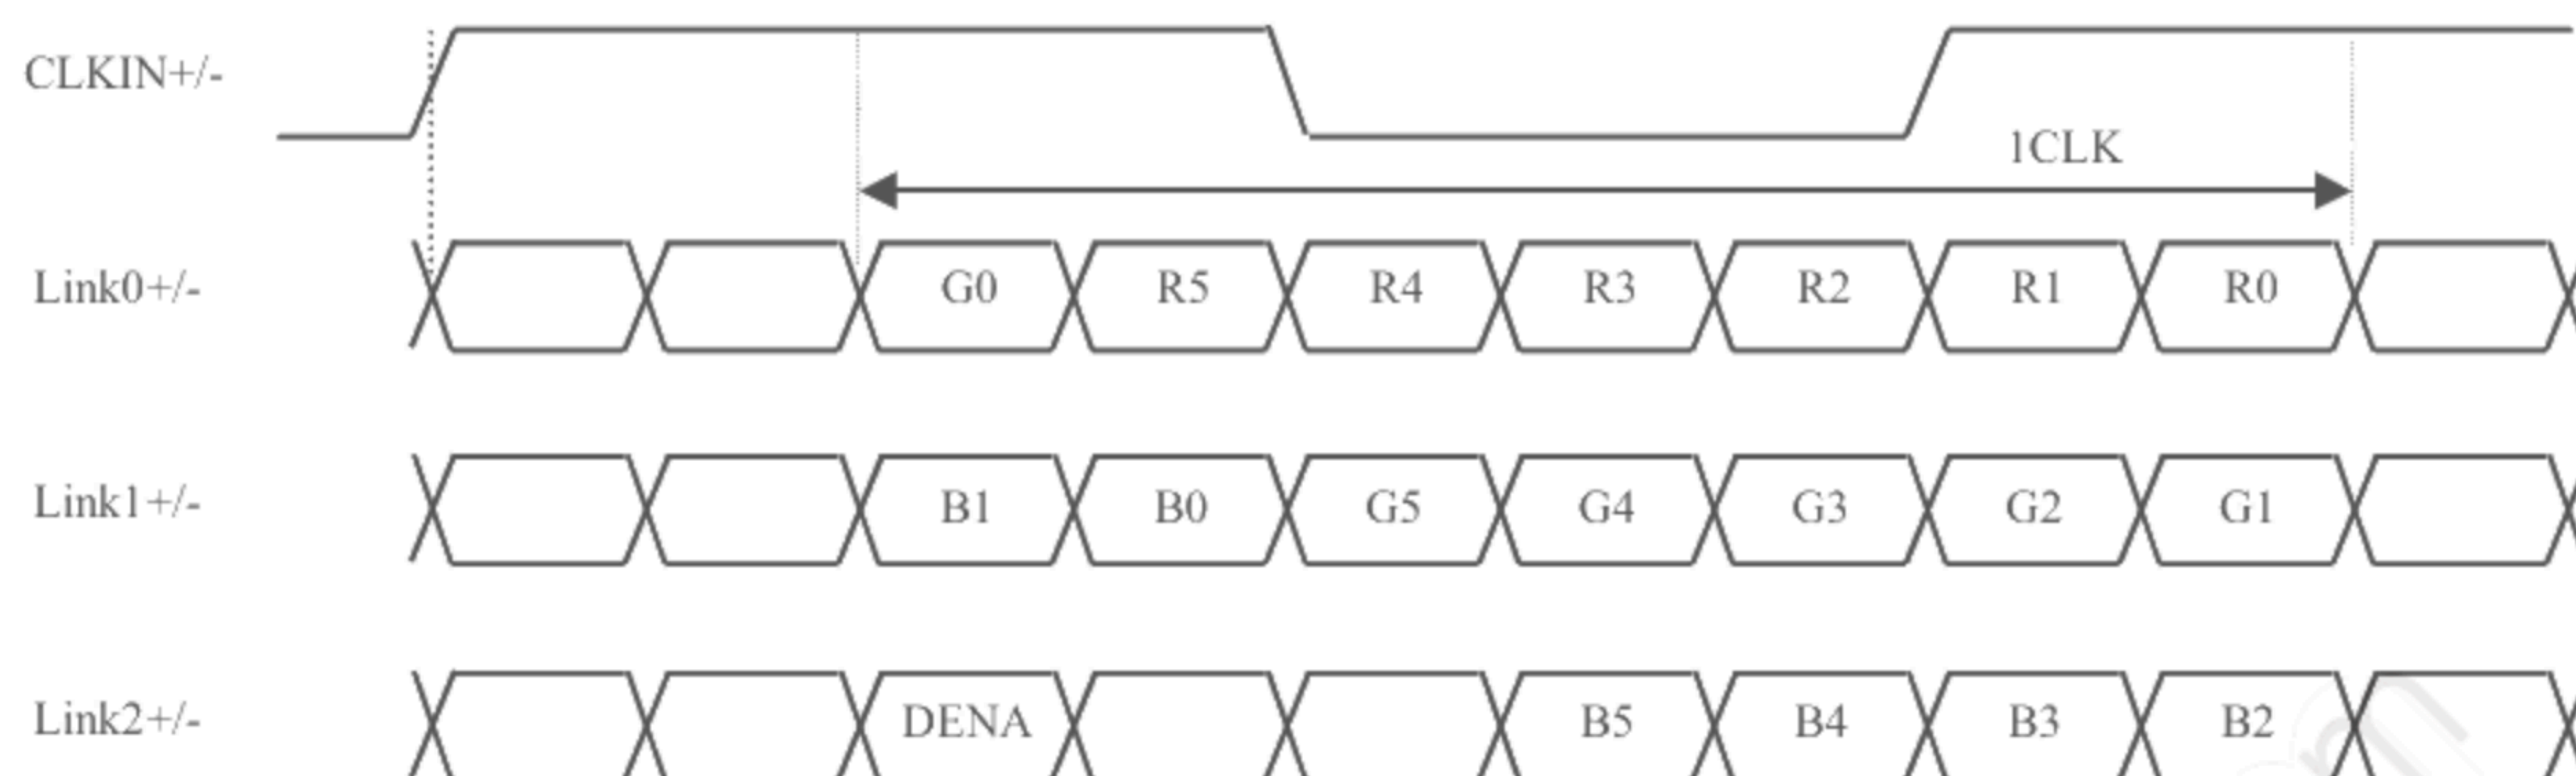 CLKIN+/-
1CLK
Link0+/- G0 R5 R4 R3 R2 R1 R0
Link1+/- B1 B0 G5 G4 G3 G2 G1
Link2+/- DENA B5 B4 B3 B2